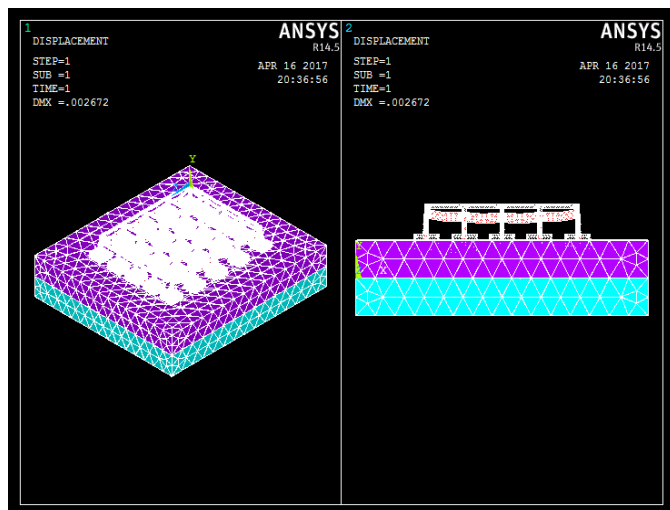 1
ANSYS
R14.5
DISPLACEMENT
STEP=1
SUB =1
TIME=1
DMX =.002672
APR 16 2017
20:36:56
Y
2
ANSYS
R14.5
DISPLACEMENT
STEP=1
SUB =1
TIME=1
DMX =.002672
APR 16 2017
20:36:56
X